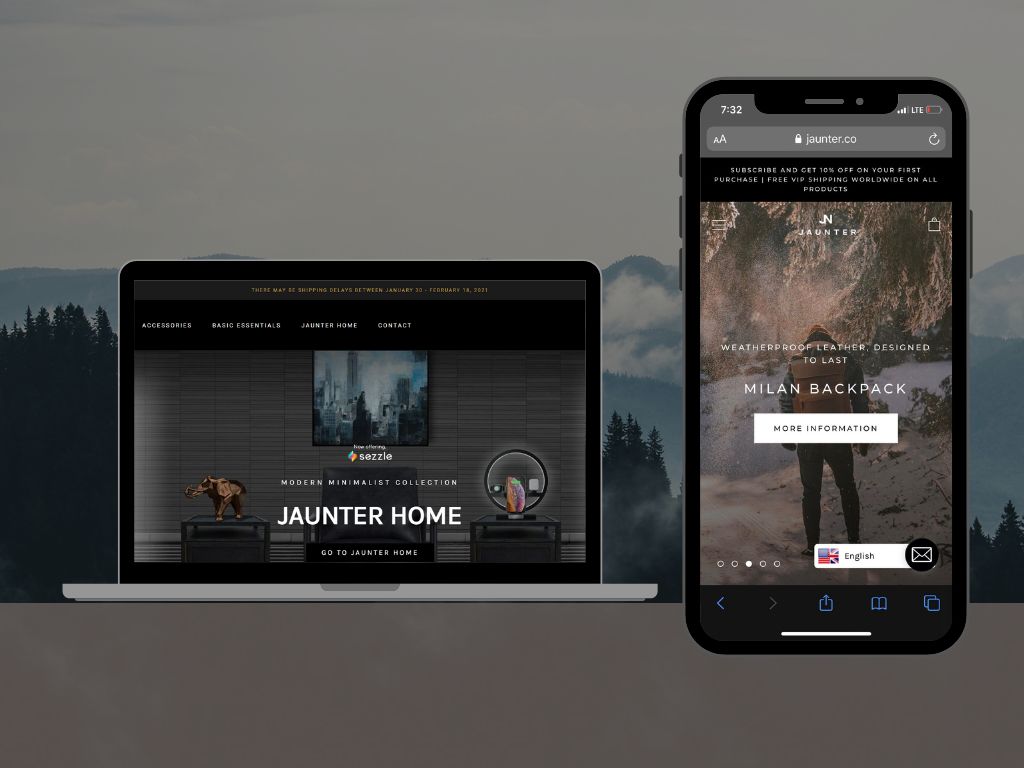 THERE MAY BE SHIPPING DELAYS BETWEEN JANUARY 30 - FEBRUARY 18, 2021
ACCESSORIES BASIC ESSENTIALS JAUNTER HOME CONTACT
Now offering,
sezzle
MODERN MINIMALIST COLLECTION
JAUNTER HOME
GO TO JAUNTER HOME
7:32 LTE
AA jaunter.co
SUBSCRIBE AND GET 10% OFF ON YOUR FIRST
PURCHASE | FREE VIP SHIPPING WORLDWIDE ON ALL
PRODUCTS
JN
JAUNTER
WEATHERPROOF LEATHER, DESIGNED
TO LAST
MILAN BACKPACK
MORE INFORMATION
English